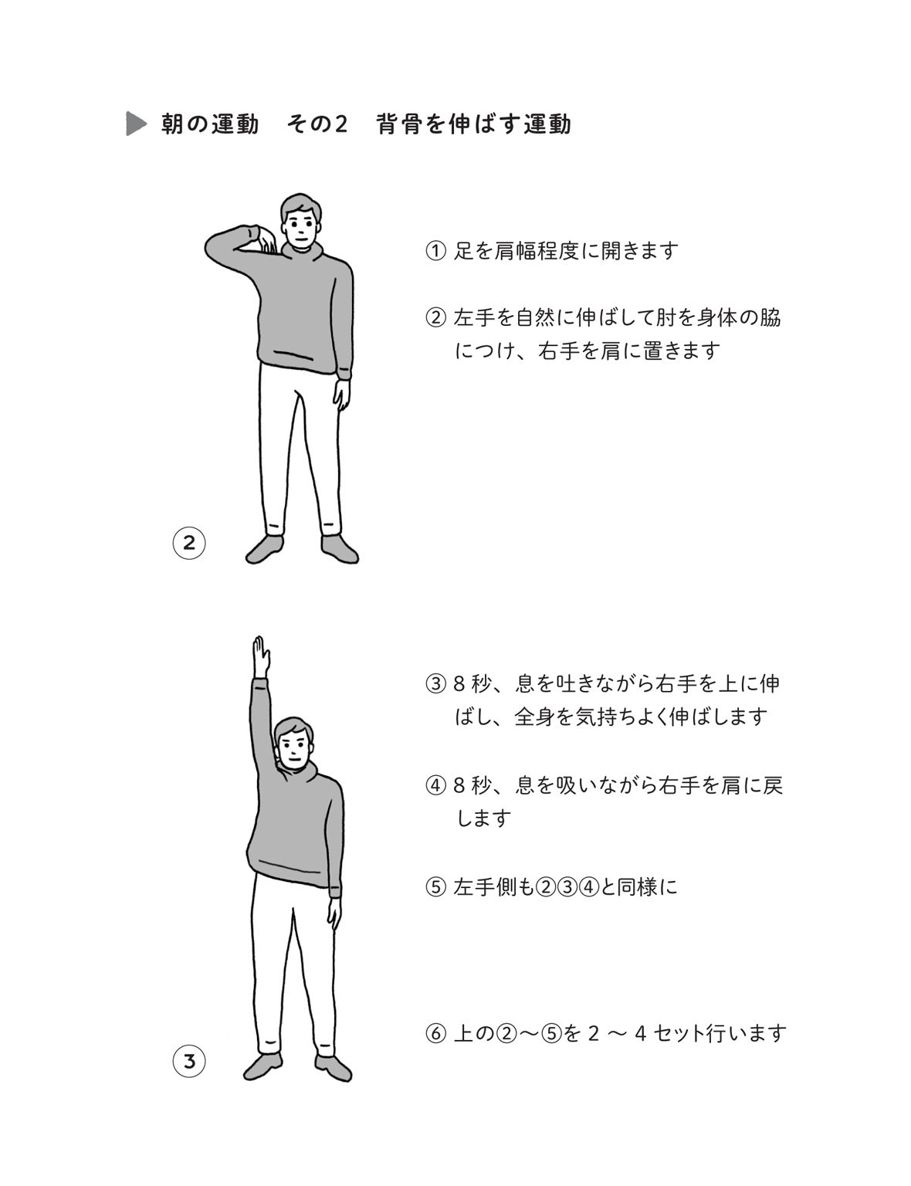 ▶ 朝の運動　その2　背骨を伸ばす運動
① 足を肩幅程度に開きます
② 左手を自然に伸ばして肘を身体の脇
につけ、右手を肩に置きます
②
③ 8 秒、息を吐きながら右手を上に伸
ばし、全身を気持ちよく伸ばします
④ 8 秒、息を吸いながら右手を肩に戻
します
⑤ 左手側も②③④と同様に
⑥ 上の②～⑤を 2 ～ 4 セット行います
③